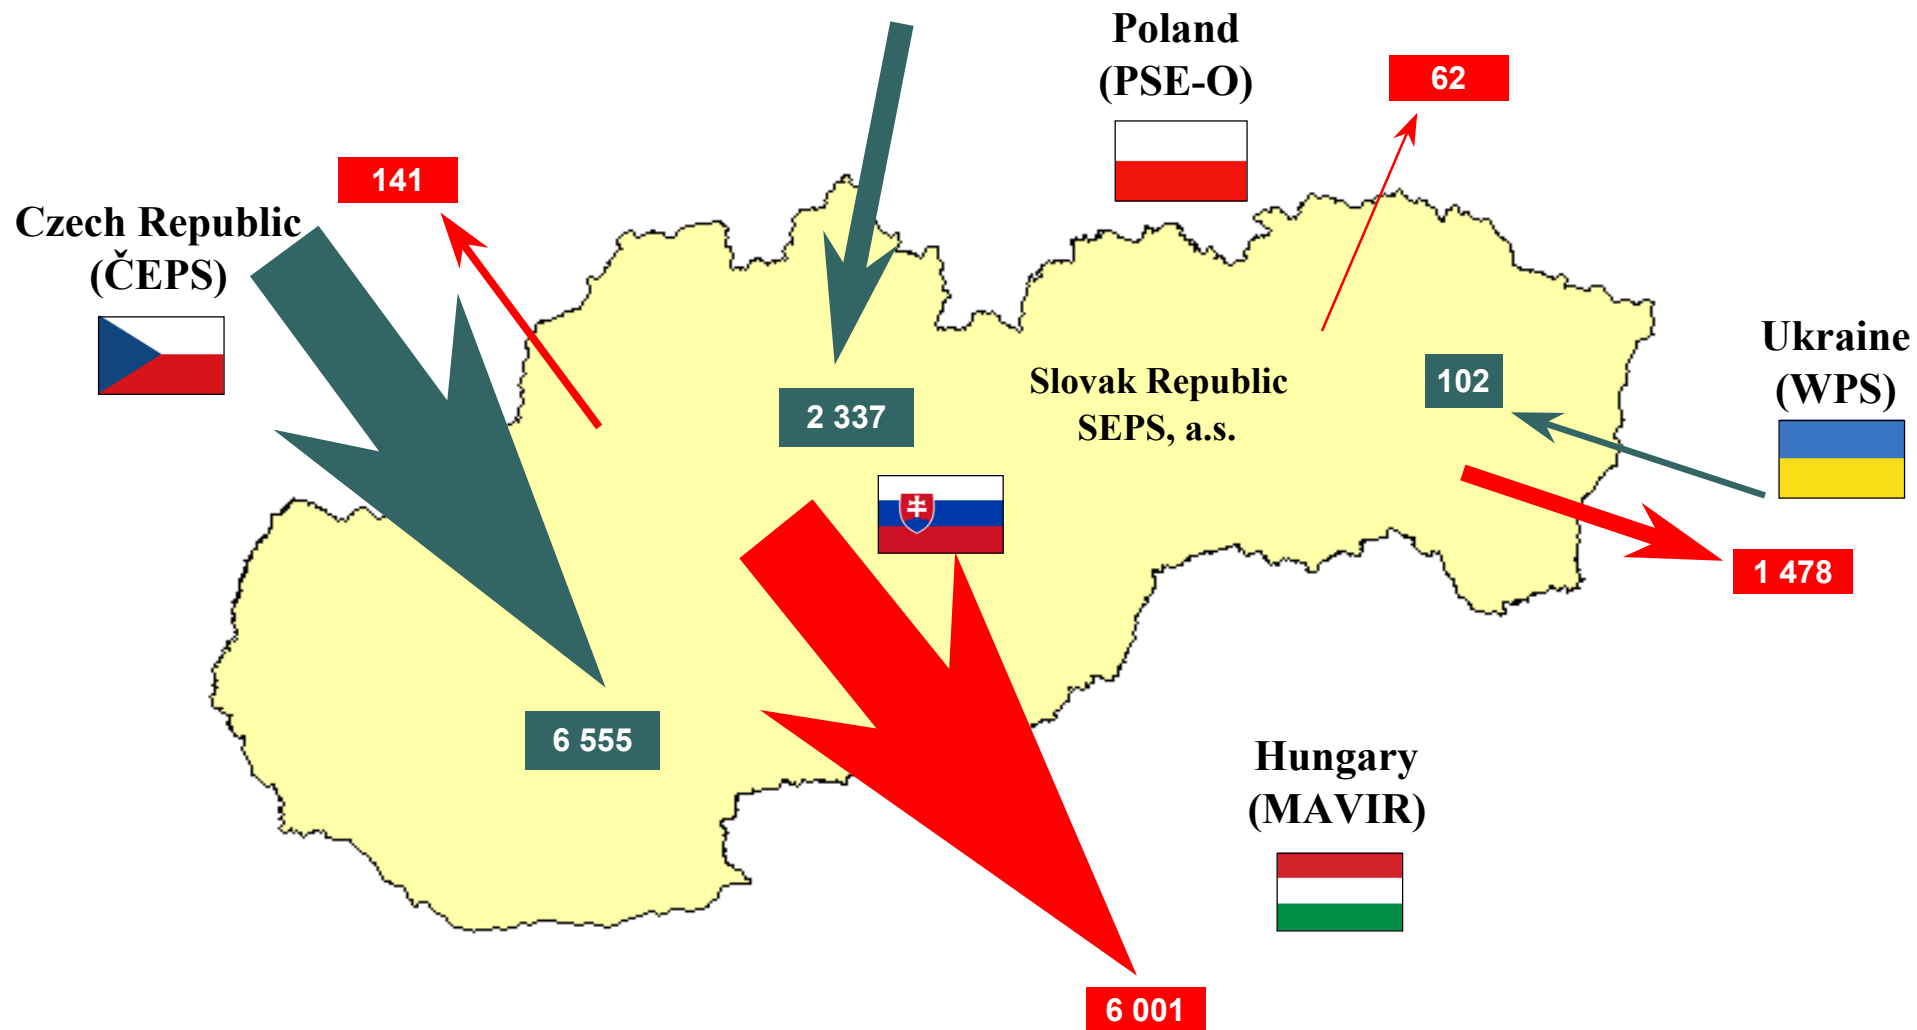 Poland
(PSE-O)
62
141
Czech Republic
(ČEPS)
Ukraine
(WPS)
Slovak Republic
SEPS, a.s.
102
2 337
1 478
6 555
Hungary
(MAVIR)
6 001